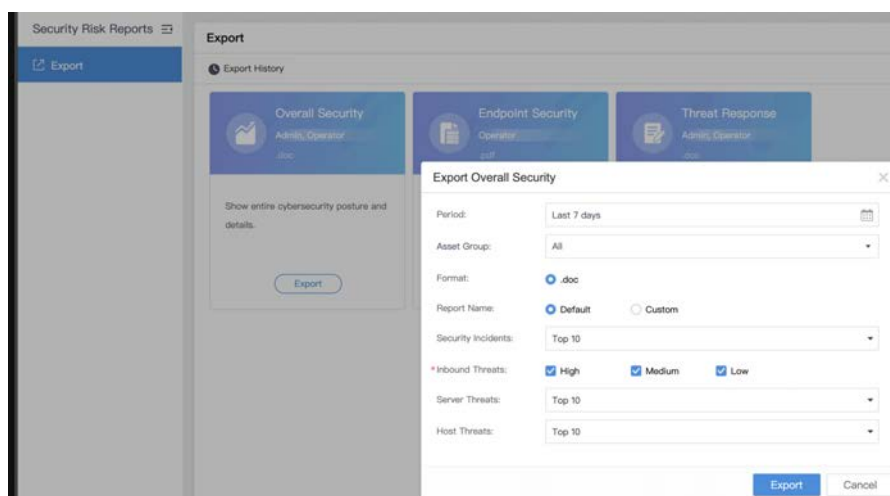 Security Risk Reports
Export
Export
Export History
Overall Security
Admin, Operator
.doc
Endpoint Security
Operator
.pdf
Threat Response
Admin, Operator
.doc
Show entire cybersecurity posture and
details.
Export
Export Overall Security
Period:
Last 7 days
Asset Group:
All
Format:
.doc
Report Name:
Default
Custom
Security Incidents:
Top 10
*Inbound Threats:
High
Medium
Low
Server Threats:
Top 10
Host Threats:
Top 10
Export
Cancel